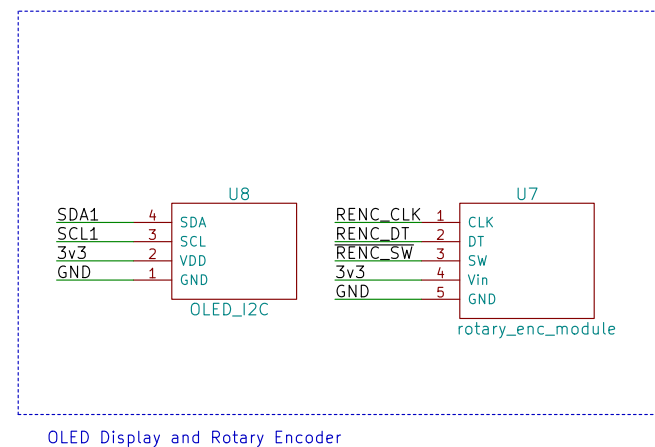 U8
SDA1 4 SDA
SCL1 3 SCL
3v3 2 VDD
GND 1 GND
OLED_I2C
U7
RENC_CLK 1 CLK
RENC_DT 2 DT
RENC_SW 3 SW
3v3 4 Vin
GND 5 GND
rotary_enc_module
OLED Display and Rotary Encoder